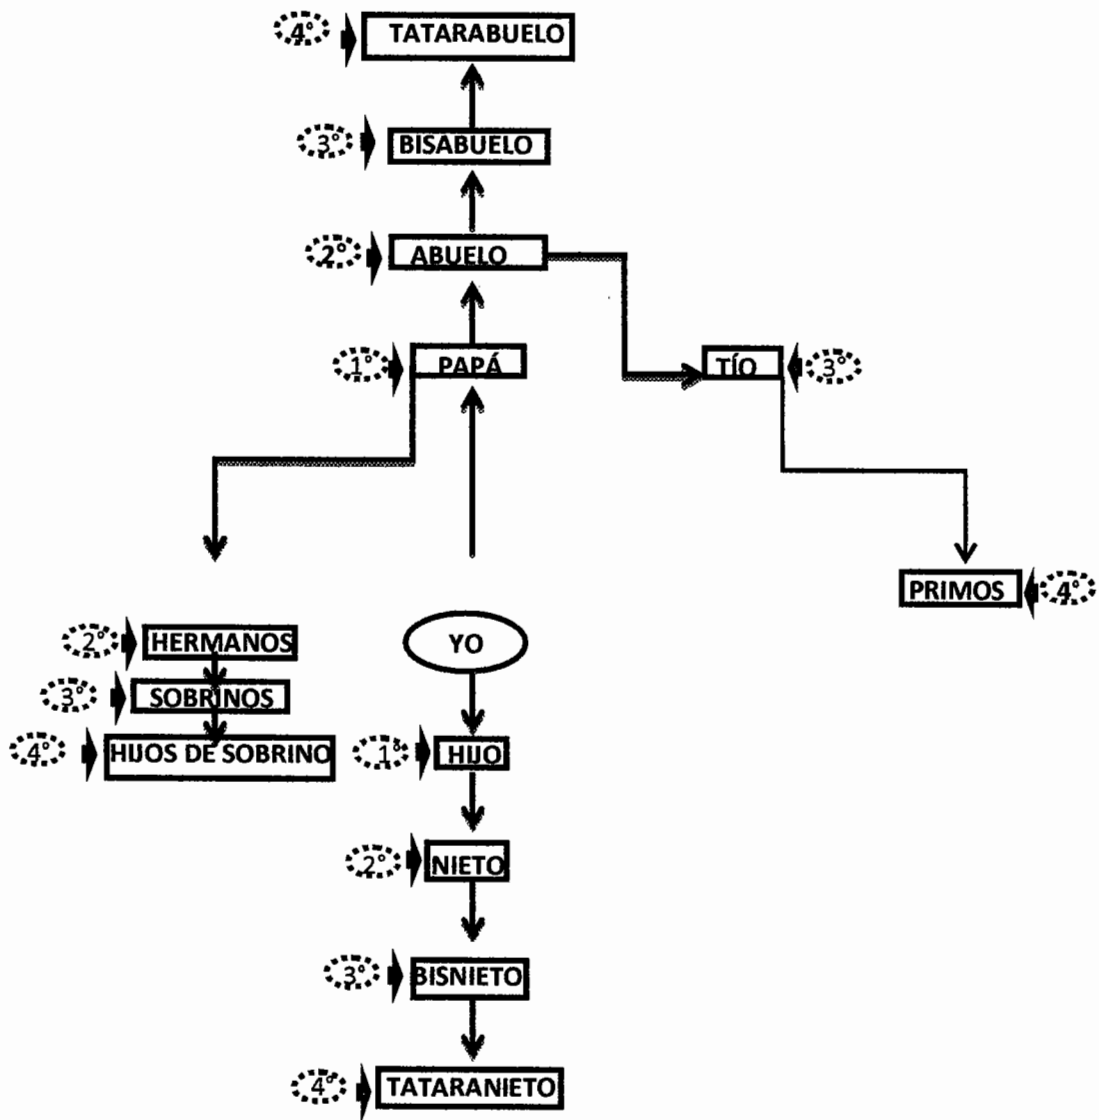 4° TATARABUELO
3° BISABUELO
2° ABUELO
1° PAPÁ
TÍO 3°
PRIMOS 4°
2° HERMANOS
YO
3° SOBRINOS
4° HIJOS DE SOBRINO
1° HIJO
2° NIETO
3° BISNIETO
4° TATARANIETO